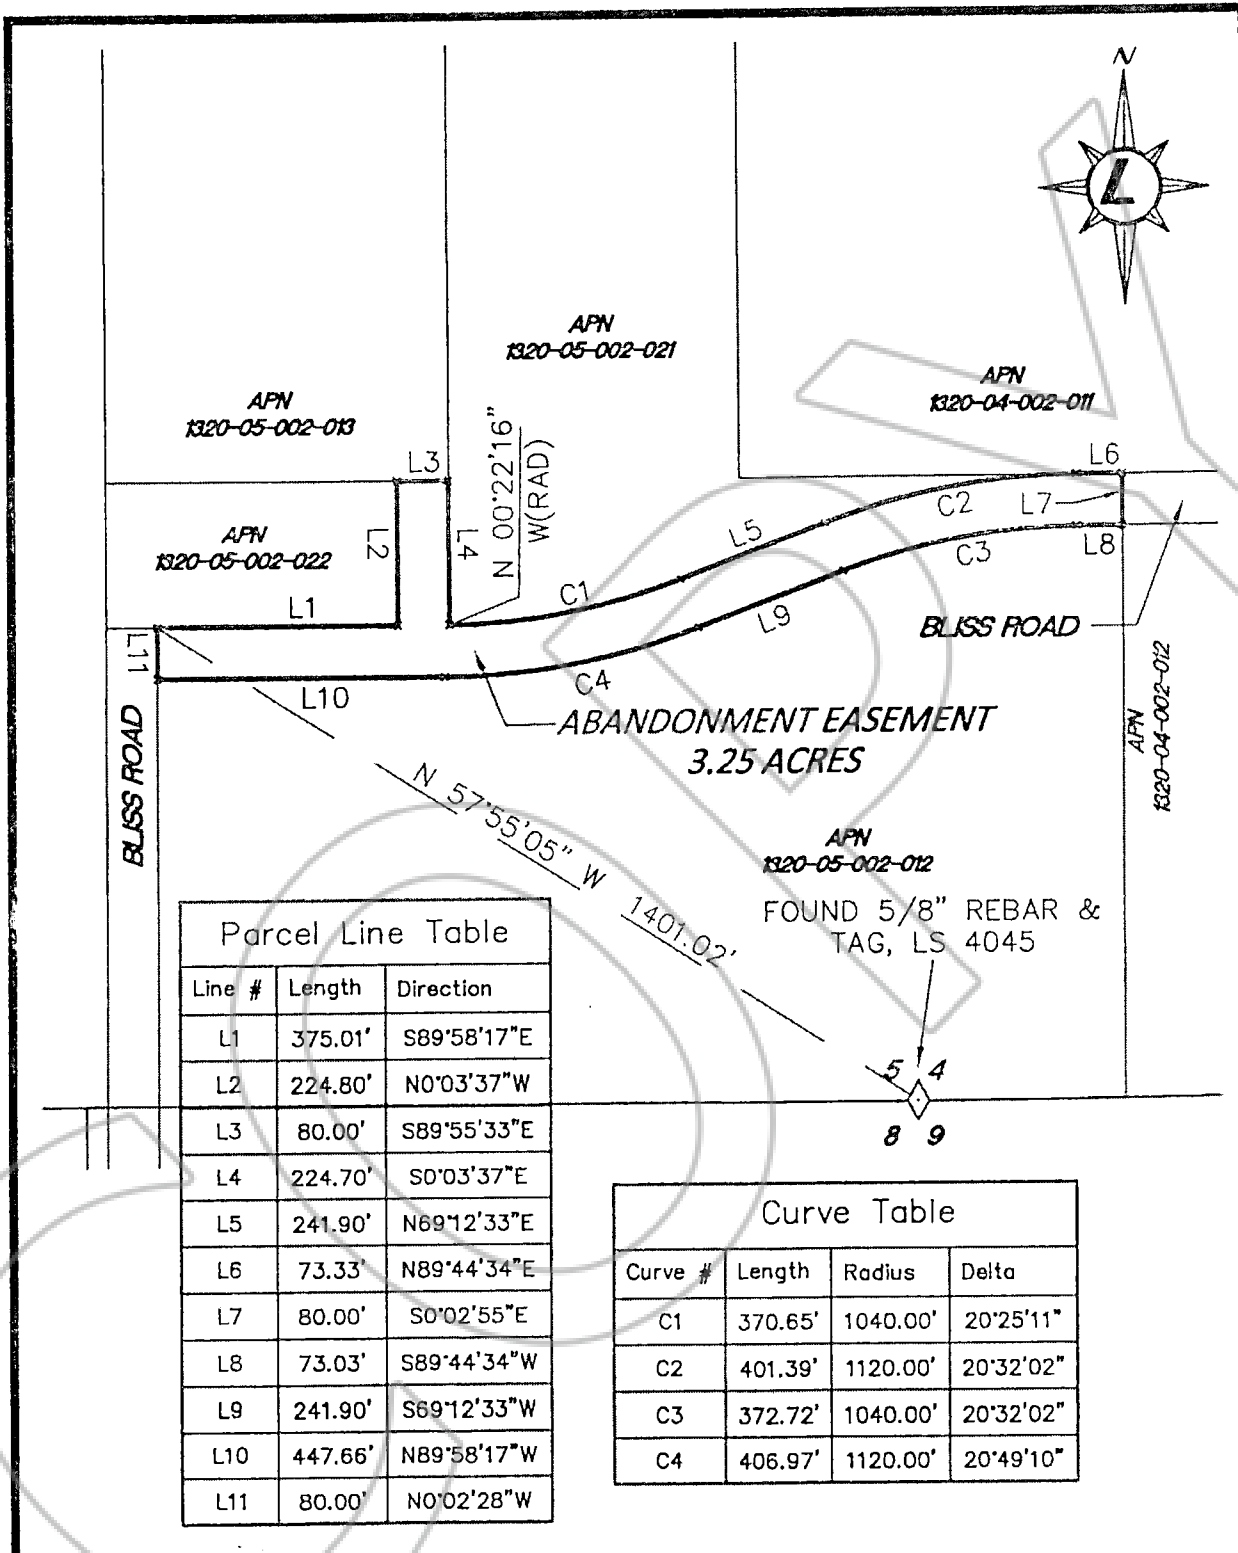 N
L
APN
1320-05-002-021
APN
1320-04-002-011
APN
1320-05-002-013
N 00°22'16"
W(RAD)
L3
L6
L7
C2
L5
L2
L4
APN
1320-05-002-022
C3
L8
C1
L1
L9
BLISS ROAD
L11
L10
C4
ABANDONMENT EASEMENT
3.25 ACRES
BLISS ROAD
APN
1320-04-002-012
N 57°55'05" W 1401.02'
APN
1320-05-002-012
FOUND 5/8" REBAR &
TAG, LS 4045
5 4
8 9
Parcel Line Table
Line # Length Direction
L1 375.01' S89°58'17"E
L2 224.80' N0°03'37"W
L3 80.00' S89°55'33"E
L4 224.70' S0°03'37"E
L5 241.90' N69°12'33"E
L6 73.33' N89°44'34"E
L7 80.00' S0°02'55"E
L8 73.03' S89°44'34"W
L9 241.90' S69°12'33"W
L10 447.66' N89°58'17"W
L11 80.00' N0°02'28"W
Curve Table
Curve # Length Radius Delta
C1 370.65' 1040.00' 20°25'11"
C2 401.39' 1120.00' 20°32'02"
C3 372.72' 1040.00' 20°32'02"
C4 406.97' 1120.00' 20°49'10"
COPY